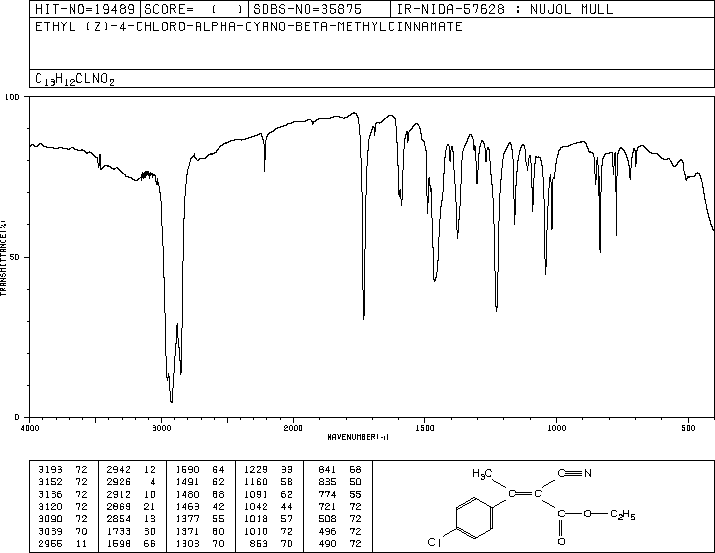 HIT-NO=19489 SCORE= ( ) SDBS-NO=35875 IR-NIDA-57628 : NUJOL MULL
ETHYL (Z)-4-CHLORO-ALPHA-CYANO-BETA-METHYLCINNAMATE
C13H12CLNO2
100
50
0
TRANSMITTANCE(%)
4000 3000 2000 1500 1000 500
WAVENUMBER(-1)
3193 72 2942 12 1590 64 1229 33 841 68
3152 72 2926 4 1491 62 1160 58 835 50
3136 72 2912 10 1480 68 1091 62 774 55
3120 72 2869 21 1463 42 1042 44 721 72
3090 72 2854 13 1377 55 1018 57 508 72
3039 70 1733 30 1371 60 1010 72 496 72
2955 11 1598 66 1303 70 853 70 490 72
H3C C≡N
C=C
C O C2H5
Cl O